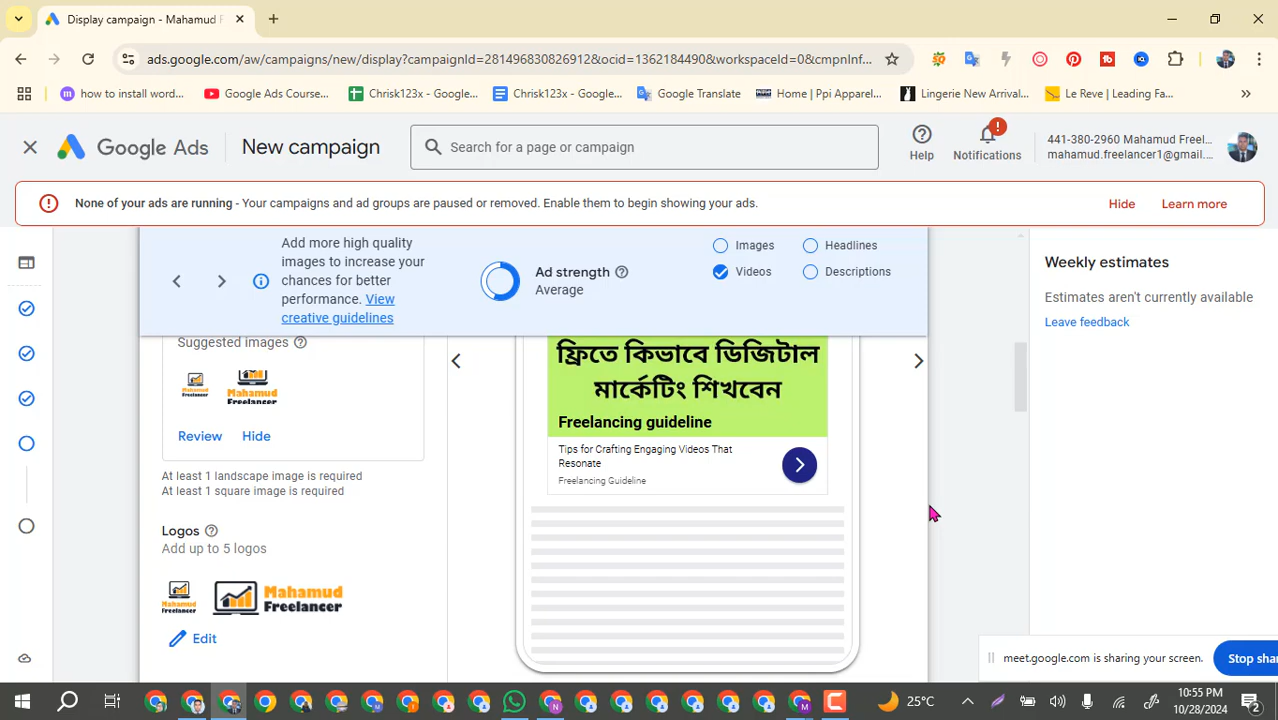 Display campaign - Mahamud F
ads.google.com/aw/campaigns/new/display?campaignId=281496830826912&ocid=1362184490&workspaceId=0&cmpnInf...
how to install word...
Google Ads Course...
Chrisk123x - Google...
Chrisk123x - Google...
Google Translate
Home | Ppi Apparel...
Lingerie New Arrival...
Le Reve | Leading Fa...
Google Ads
New campaign
Search for a page or campaign
Help
Notifications
441-380-2960 Mahamud Freel...
mahamud.freelancer1@gmail....
None of your ads are running - Your campaigns and ad groups are paused or removed. Enable them to begin showing your ads.
Hide
Learn more
Add more high quality
images to increase your
chances for better
performance. View
creative guidelines
Ad strength
Average
Images
Headlines
Videos
Descriptions
Weekly estimates
Estimates aren't currently available
Leave feedback
Suggested images
Mahamud
Freelancer
Mahamud
Freelancer
Review
Hide
At least 1 landscape image is required
At least 1 square image is required
Logos
Add up to 5 logos
Mahamud
Freelancer
Mahamud
Freelancer
Edit
ফ্রিতে কিভাবে ডিজিটাল
মার্কেটিং শিখবেন
Freelancing guideline
Tips for Crafting Engaging Videos That
Resonate
Freelancing Guideline
meet.google.com is sharing your screen.
Stop sha
25°C
10:55 PM
10/28/2024
2